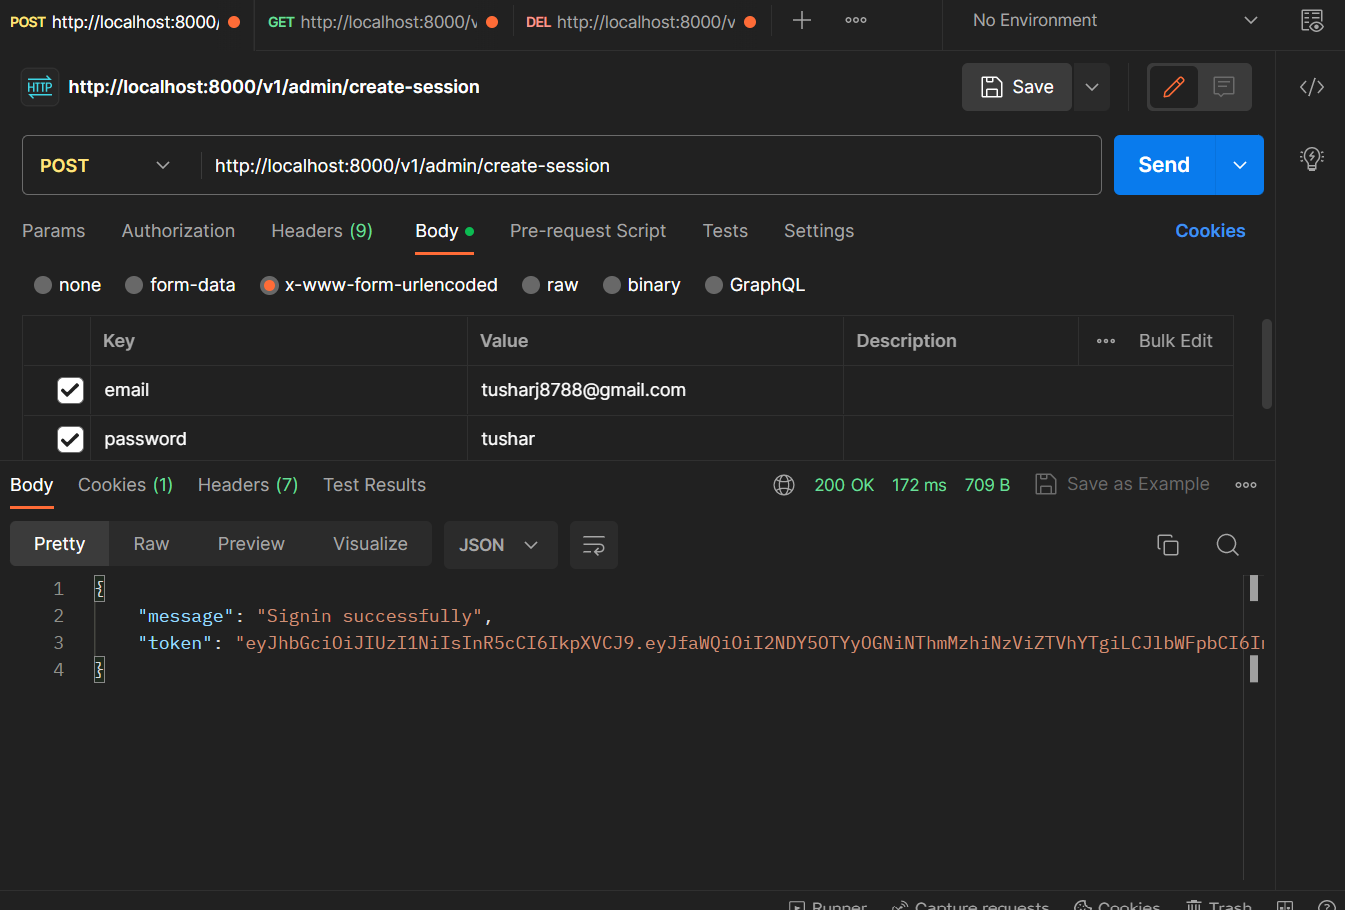 POST http://localhost:8000/ GET http://localhost:8000/v DEL http://localhost:8000/v No Environment
HTTP http://localhost:8000/v1/admin/create-session Save
POST http://localhost:8000/v1/admin/create-session Send
Params Authorization Headers (9) Body Pre-request Script Tests Settings Cookies
none form-data x-www-form-urlencoded raw binary GraphQL
Key Value Description Bulk Edit
email tusharj8788@gmail.com
password tushar
Body Cookies (1) Headers (7) Test Results 200 OK 172 ms 709 B Save as Example
Pretty Raw Preview Visualize JSON
1 {
2 "message": "Signin successfully",
3 "token": "eyJhbGciOiJIUzI1NiIsInR5cCI6IkpXVCJ9.eyJfaWQiOiI2NDY5OTYyOGNiNThmMzhiNzViZTVhYTgiLCJlbWFpbCI6In
4 }
Runner Capture requests Cookies Trash